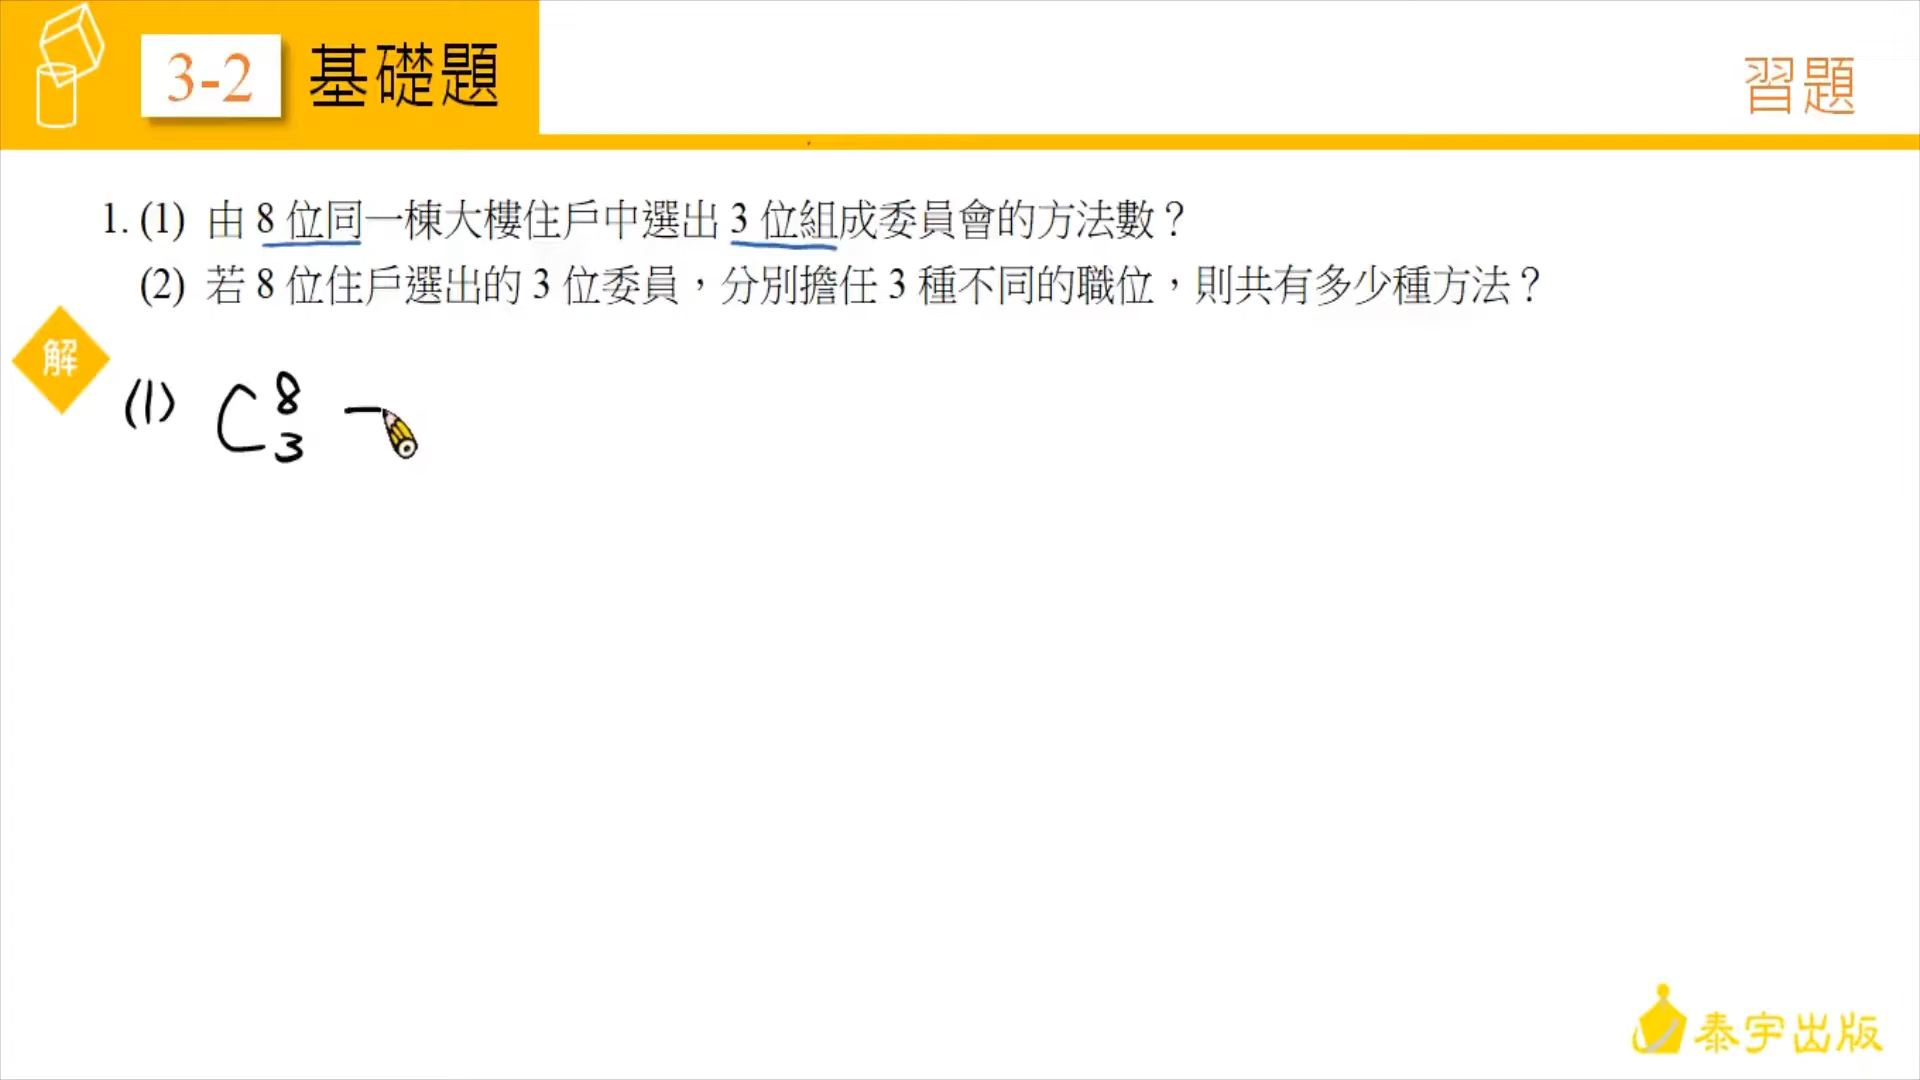 3-2 基礎題
習題
1. (1) 由 8 位同一棟大樓住戶中選出 3 位組成委員會的方法數？
(2) 若 8 位住戶選出的 3 位委員，分別擔任 3 種不同的職位，則共有多少種方法？
解
(1) C 8 3 -
泰宇出版